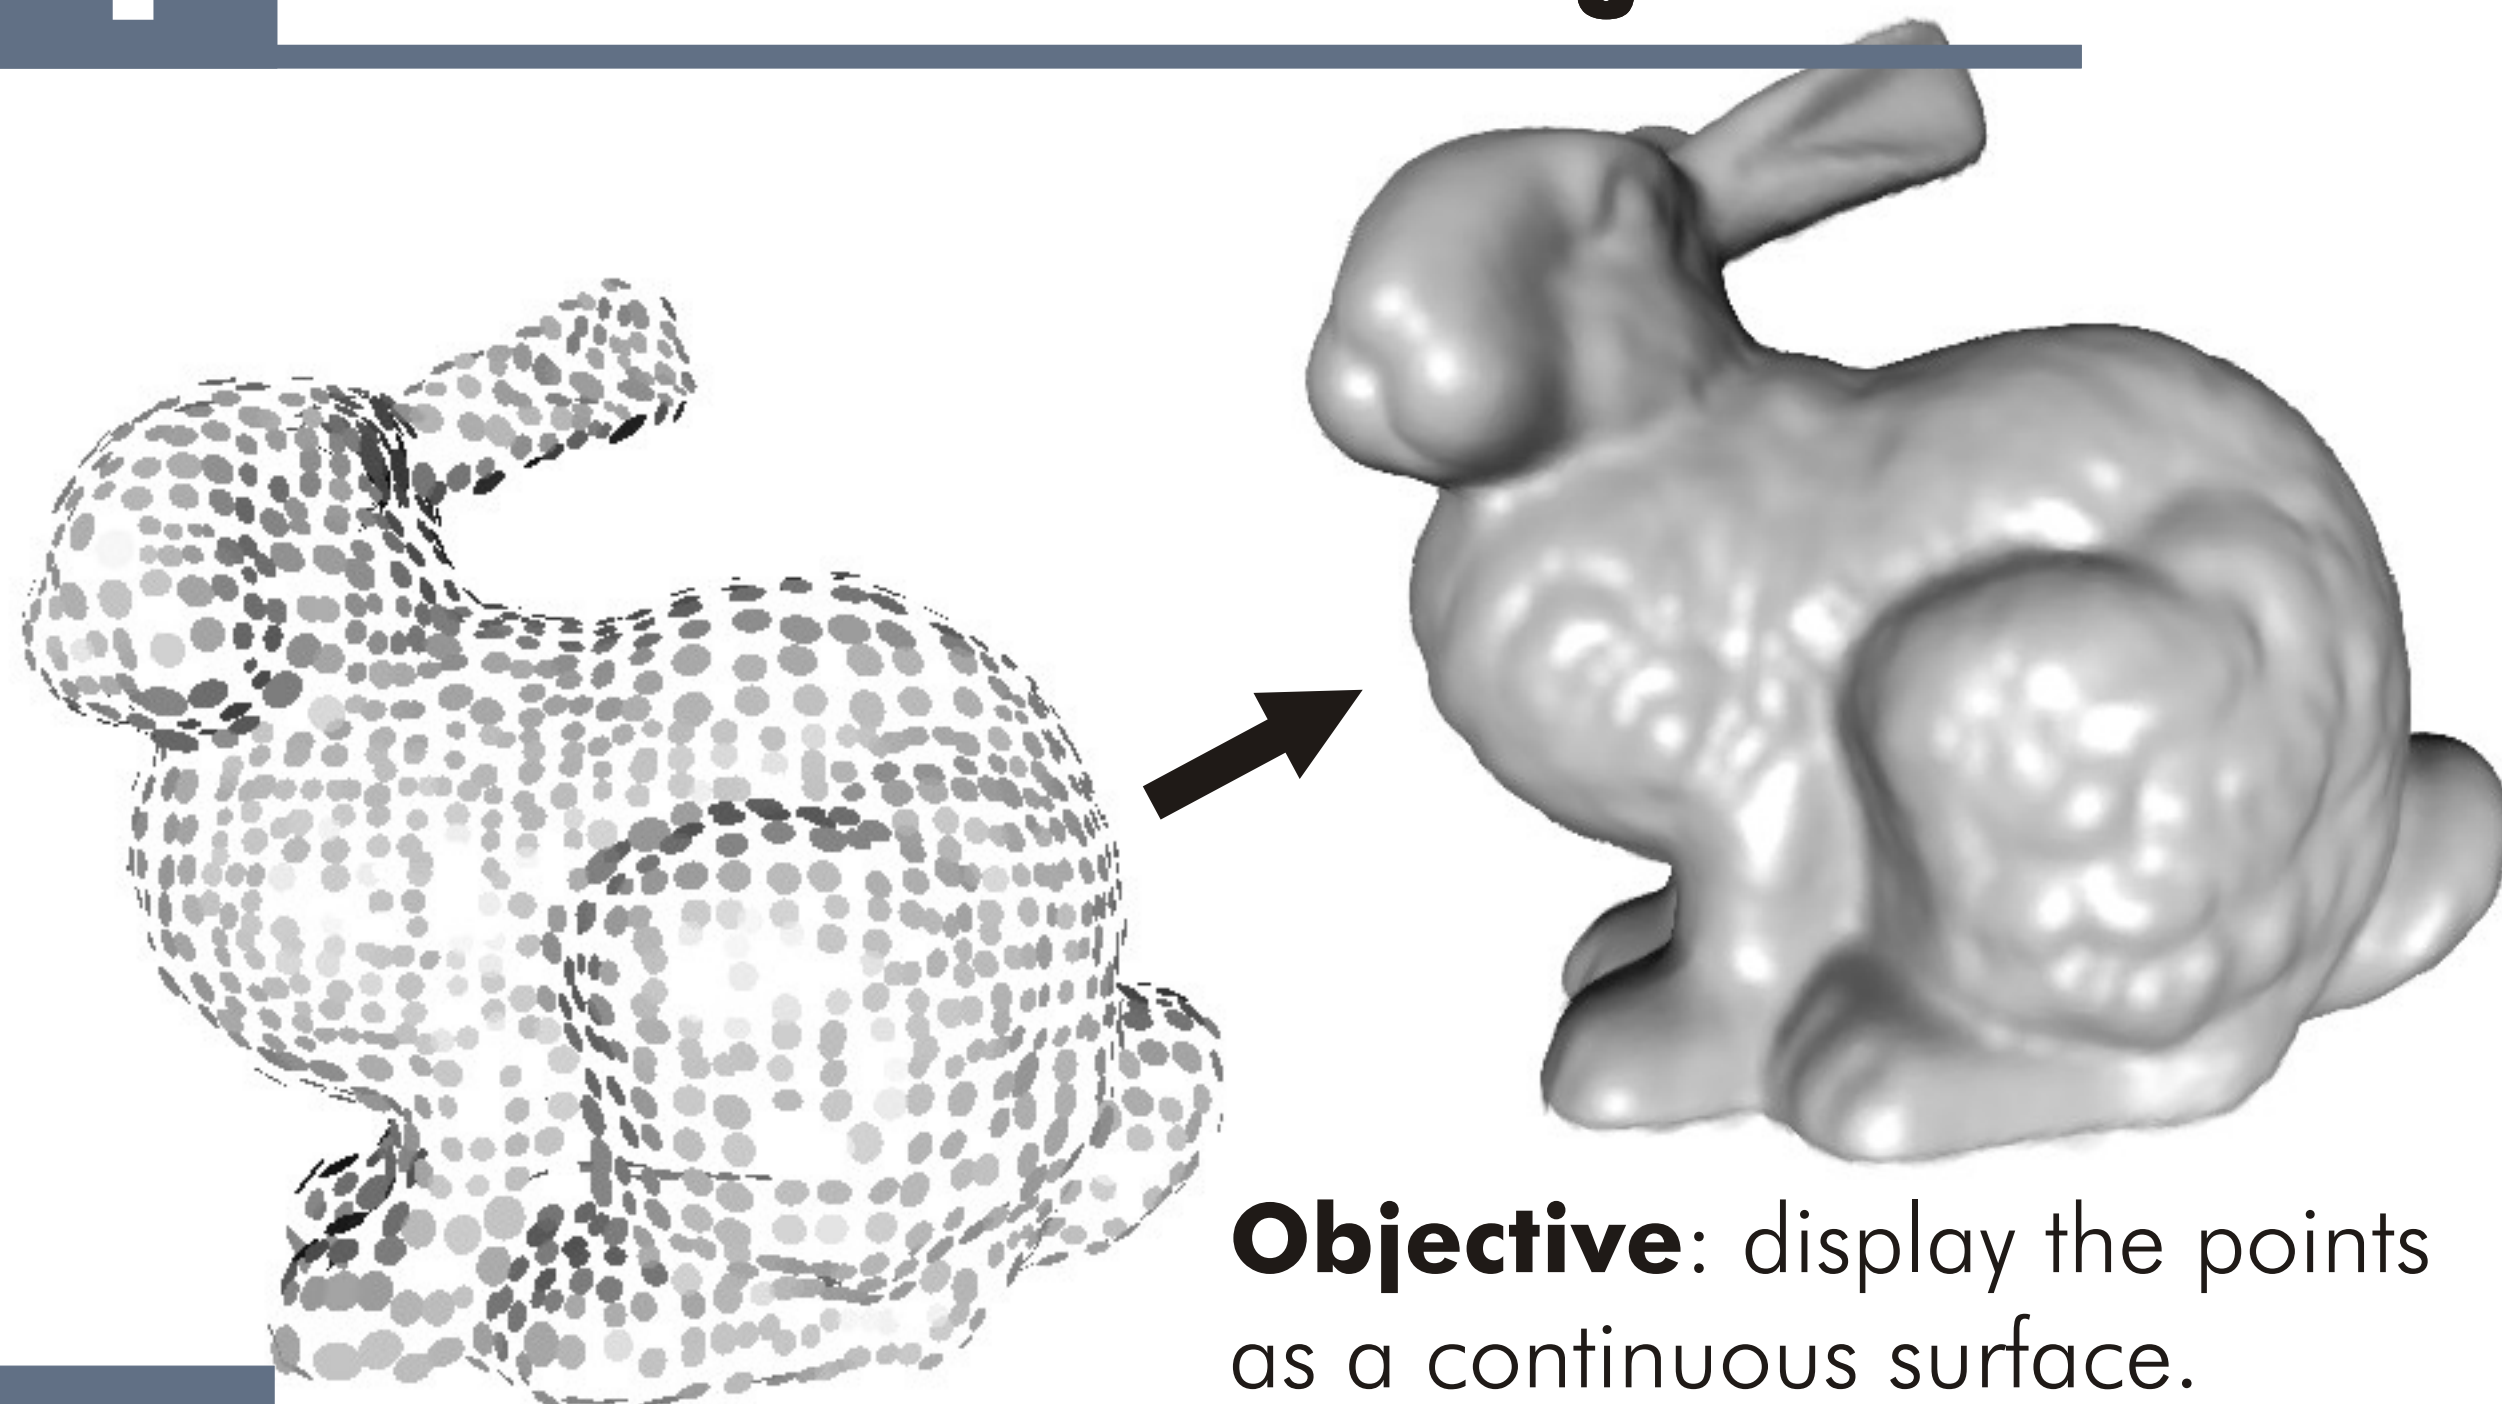 Objective: display the points
as a continuous surface.